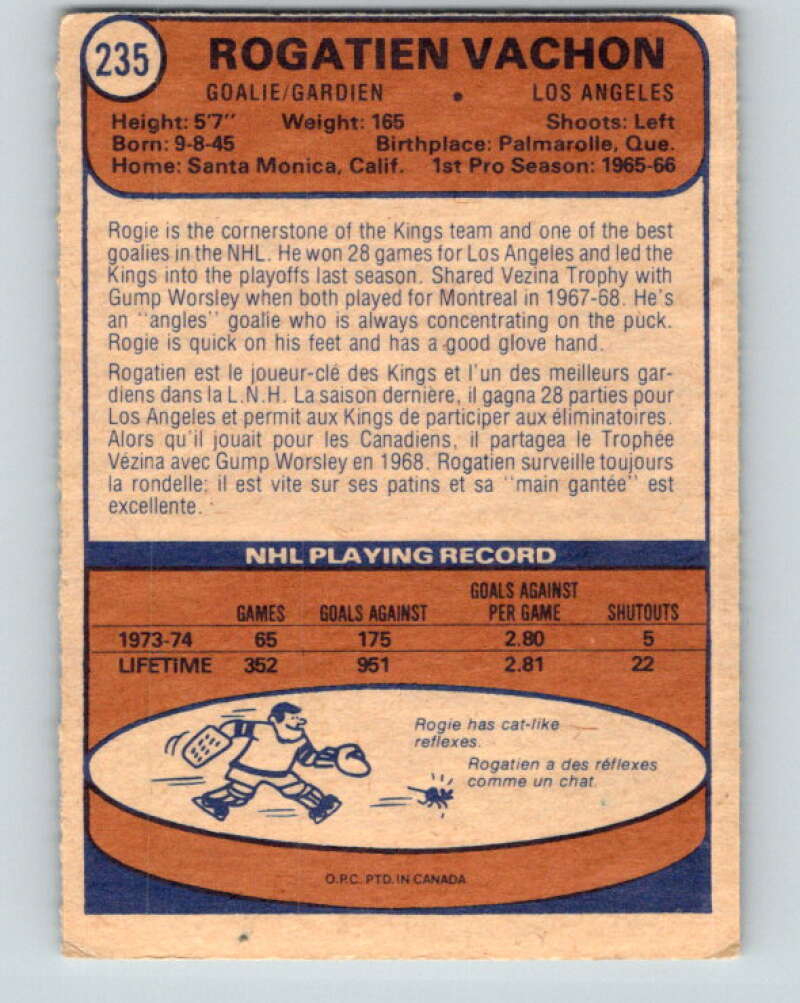 235
ROGATIEN VACHON
GOALIE/GARDIEN • LOS ANGELES
Height: 5'7" Weight: 165 Shoots: Left
Born: 9-8-45 Birthplace: Palmarolle, Que.
Home: Santa Monica, Calif. 1st Pro Season: 1965-66
Rogie is the cornerstone of the Kings team and one of the best
goalies in the NHL. He won 28 games for Los Angeles and led the
Kings into the playoffs last season. Shared Vezina Trophy with
Gump Worsley when both played for Montreal in 1967-68. He's
an "angles" goalie who is always concentrating on the puck.
Rogie is quick on his feet and has a good glove hand.
Rogatien est le joueur-clé des Kings et l'un des meilleurs gar-
diens dans la L.N.H. La saison dernière, il gagna 28 parties pour
Los Angeles et permit aux Kings de participer aux éliminatoires.
Alors qu'il jouait pour les Canadiens, il partagea le Trophée
Vézina avec Gump Worsley en 1968. Rogatien surveille toujours
la rondelle; il est vite sur ses patins et sa "main gantée" est
excellente.
NHL PLAYING RECORD
GAMES GOALS AGAINST GOALS AGAINST PER GAME SHUTOUTS
1973-74 65 175 2.80 5
LIFETIME 352 951 2.81 22
Rogie has cat-like
reflexes.
Rogatien a des réflexes
comme un chat.
O.P.C. PTD. IN CANADA